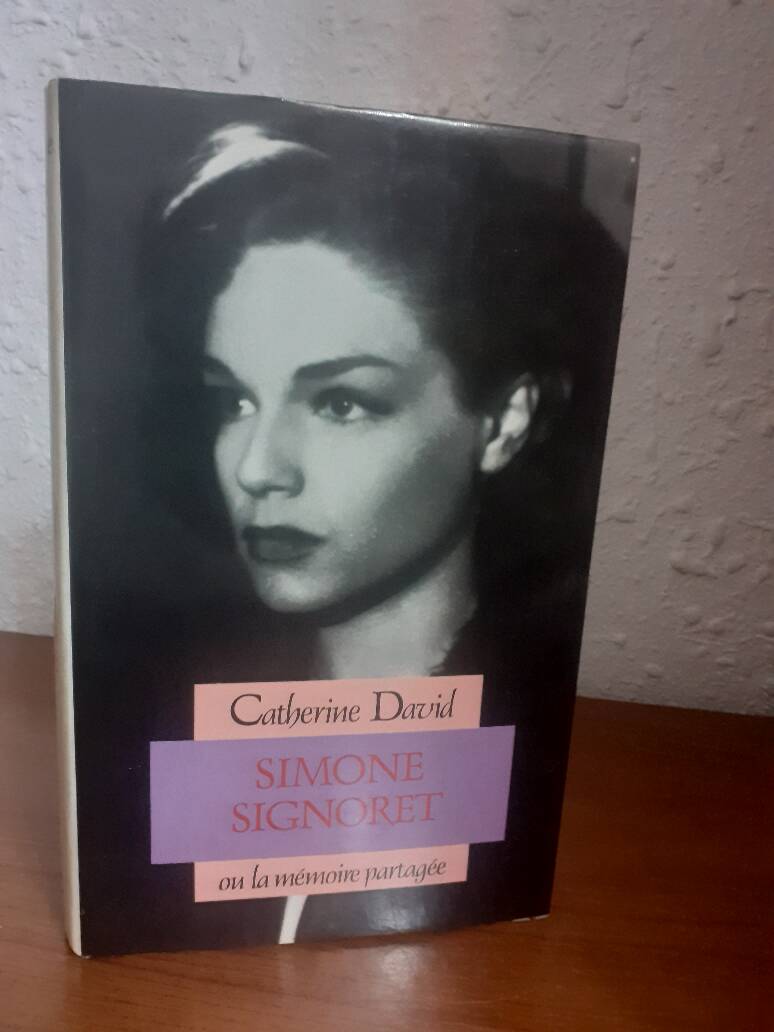 Catherine David
SIMONE
SIGNORET
ou la mémoire partagée